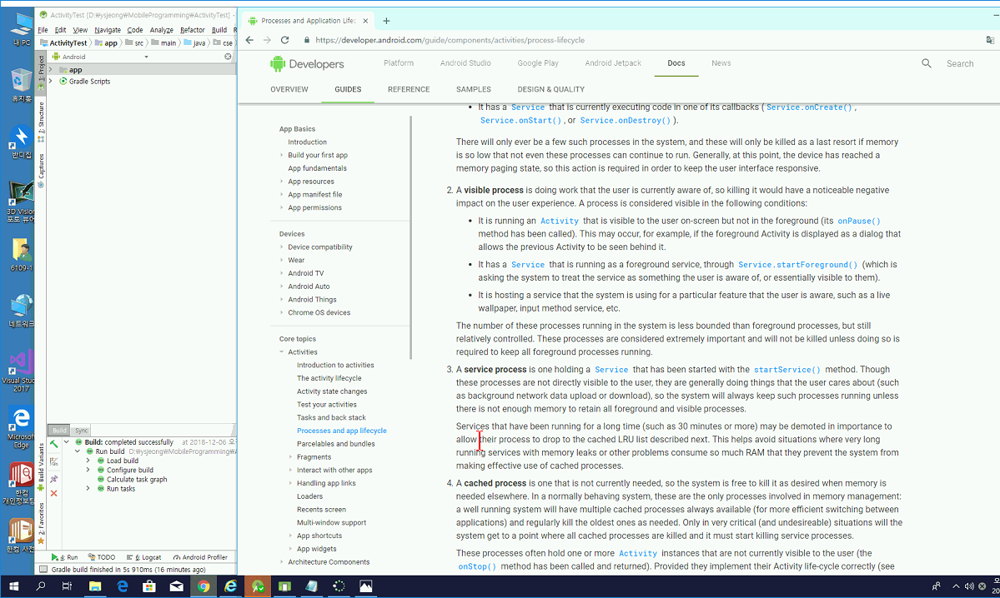 내 PC
휴지통
반디집
3D Vision
포토 뷰어
6109-1
네트워크
Visual Studio
2017
Microsoft
Edge
한컴
개인정보탐
한컴 사전
ActivityTest [D:\ysjeong\MobileProgramming\ActivityTest] -
File Edit View Navigate Code Analyze Refactor Build R
ActivityTest app src main java cse
Android
app
Gradle Scripts
1: Project
7: Structure
Captures
Build Variants
2: Favorites
Build Sync
Build: completed successfully at 2018-12-06
Run build D:\ysjeong\MobileProgramming\A
Load build
Configure build
Calculate task graph
Run tasks
4: Run TODO 6: Logcat Android Profiler
Gradle build finished in 5s 910ms (16 minutes ago)
Processes and Application Lifec
https://developer.android.com/guide/components/activities/process-lifecycle
Developers Platform Android Studio Google Play Android Jetpack Docs News Search
OVERVIEW GUIDES REFERENCE SAMPLES DESIGN & QUALITY
App Basics
Introduction
Build your first app
App fundamentals
App resources
App manifest file
App permissions
Devices
Device compatibility
Wear
Android TV
Android Auto
Android Things
Chrome OS devices
Core topics
Activities
Introduction to activities
The activity lifecycle
Activity state changes
Test your activities
Tasks and back stack
Processes and app lifecycle
Parcelables and bundles
Fragments
Interact with other apps
Handling app links
Loaders
Recents screen
Multi-window support
App shortcuts
App widgets
Architecture Components
• It has a Service that is currently executing code in one of its callbacks ( Service.onCreate() ,
Service.onStart() , or Service.onDestroy() ).
There will only ever be a few such processes in the system, and these will only be killed as a last resort if memory
is so low that not even these processes can continue to run. Generally, at this point, the device has reached a
memory paging state, so this action is required in order to keep the user interface responsive.
2. A visible process is doing work that the user is currently aware of, so killing it would have a noticeable negative
impact on the user experience. A process is considered visible in the following conditions:
• It is running an Activity that is visible to the user on-screen but not in the foreground (its onPause()
method has been called). This may occur, for example, if the foreground Activity is displayed as a dialog that
allows the previous Activity to be seen behind it.
• It has a Service that is running as a foreground service, through Service.startForeground() (which is
asking the system to treat the service as something the user is aware of, or essentially visible to them).
• It is hosting a service that the system is using for a particular feature that the user is aware, such as a live
wallpaper, input method service, etc.
The number of these processes running in the system is less bounded than foreground processes, but still
relatively controlled. These processes are considered extremely important and will not be killed unless doing so is
required to keep all foreground processes running.
3. A service process is one holding a Service that has been started with the startService() method. Though
these processes are not directly visible to the user, they are generally doing things that the user cares about (such
as background network data upload or download), so the system will always keep such processes running unless
there is not enough memory to retain all foreground and visible processes.
Services that have been running for a long time (such as 30 minutes or more) may be demoted in importance to
allow their process to drop to the cached LRU list described next. This helps avoid situations where very long
running services with memory leaks or other problems consume so much RAM that they prevent the system from
making effective use of cached processes.
4. A cached process is one that is not currently needed, so the system is free to kill it as desired when memory is
needed elsewhere. In a normally behaving system, these are the only processes involved in memory management:
a well running system will have multiple cached processes always available (for more efficient switching between
applications) and regularly kill the oldest ones as needed. Only in very critical (and undesireable) situations will the
system get to a point where all cached processes are killed and it must start killing service processes.
These processes often hold one or more Activity instances that are not currently visible to the user (the
onStop() method has been called and returned). Provided they implement their Activity life-cycle correctly (see